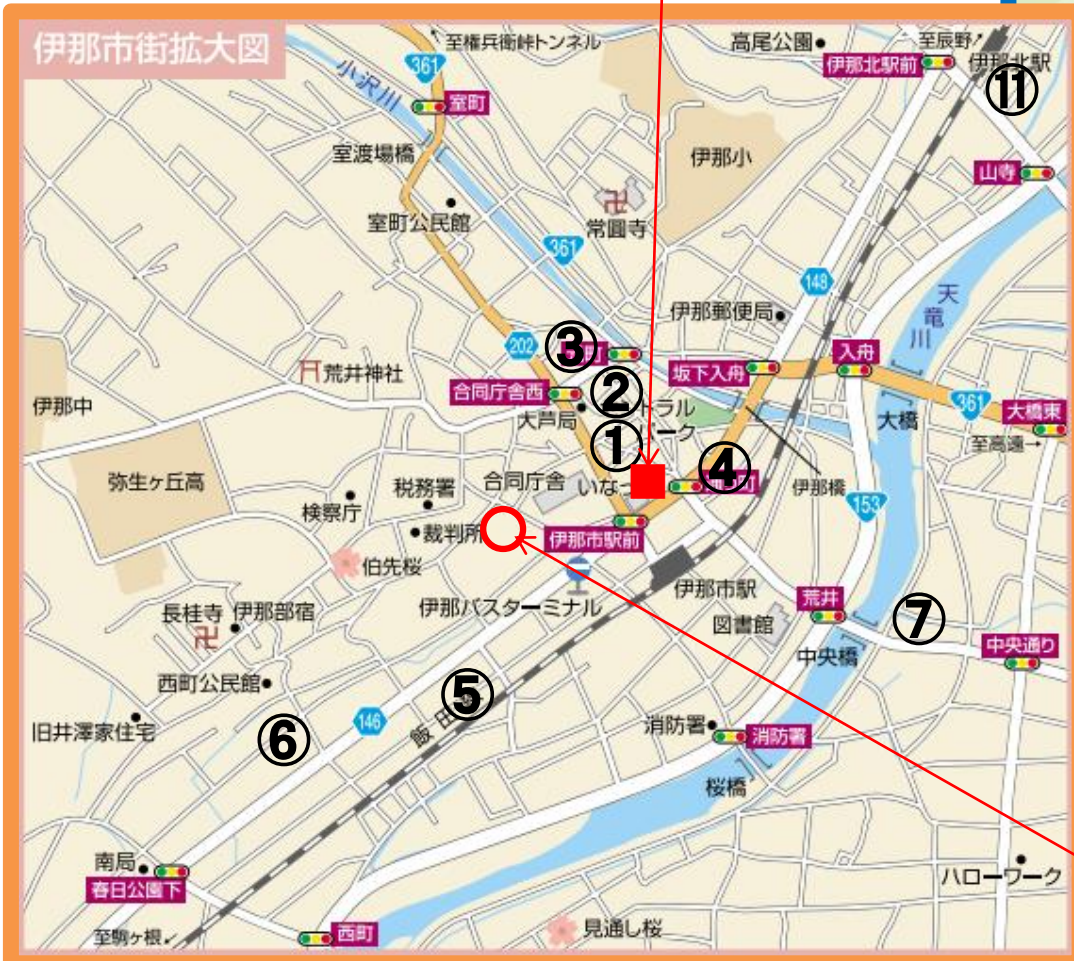 伊那市街拡大図
至権兵衛峠トンネル
高尾公園
至辰野
伊那北駅前
伊那北駅
⑪
361
小沢川
室町
室渡場橋
伊那小
山寺
室町公民館
常圓寺
361
148
天竜川
伊那郵便局
202
③
町
坂下入舟
入舟
荒井神社
合同庁舎西
②
トラル
ーク
大橋
361
大橋東
至高遠→
伊那中
大芦局
①
④
弥生ヶ丘高
税務署
合同庁舎
いな
町
伊那橋
153
検察庁
裁判所
伊那市駅前
伯先桜
伊那バスターミナル
伊那市駅
荒井
⑦
長桂寺
伊那部宿
図書館
中央橋
中央通り
西町公民館
⑤
旧井澤家住宅
⑥
146
飯田
消防署
消防署
桜橋
南局
春日公園下
ハローワーク
至駒ヶ根
西町
見通し桜